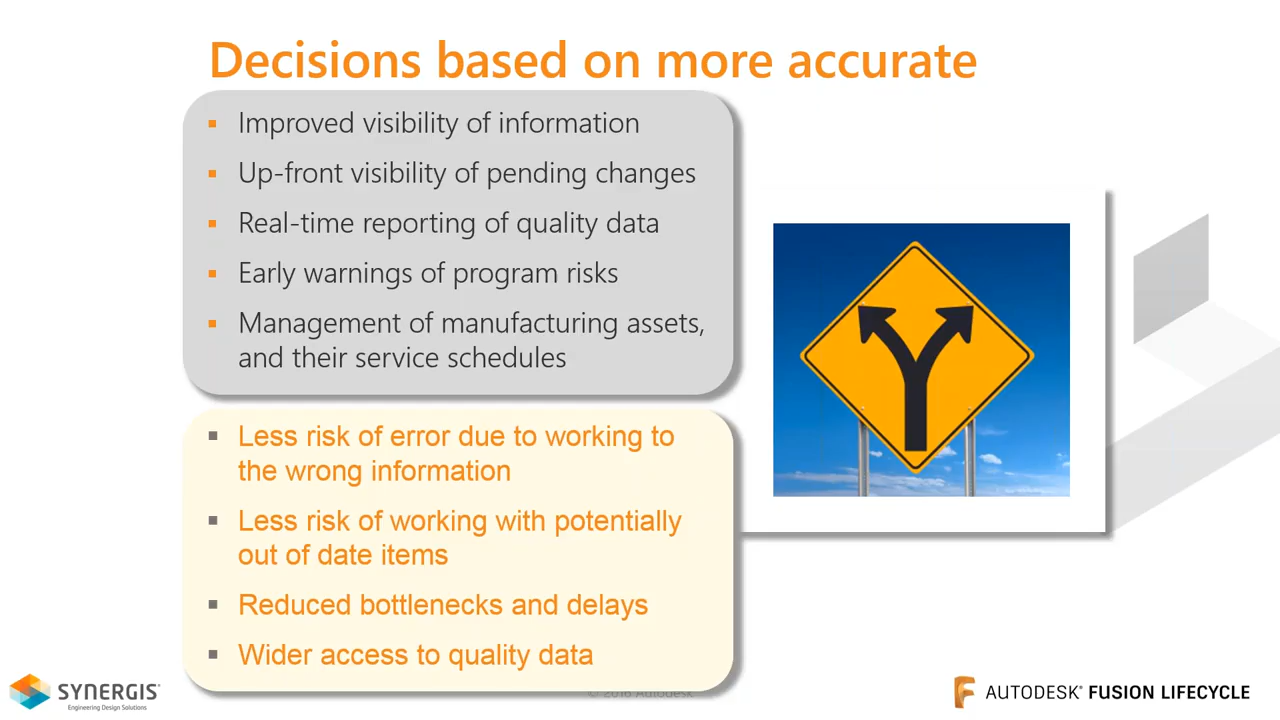 Decisions based on more accurate
▪ Improved visibility of information
▪ Up-front visibility of pending changes
▪ Real-time reporting of quality data
▪ Early warnings of program risks
▪ Management of manufacturing assets,
and their service schedules
▪ Less risk of error due to working to
the wrong information
▪ Less risk of working with potentially
out of date items
▪ Reduced bottlenecks and delays
▪ Wider access to quality data
SYNERGIS
Engineering Design Solutions
© 2016 Autodesk
AUTODESK® FUSION LIFECYCLE